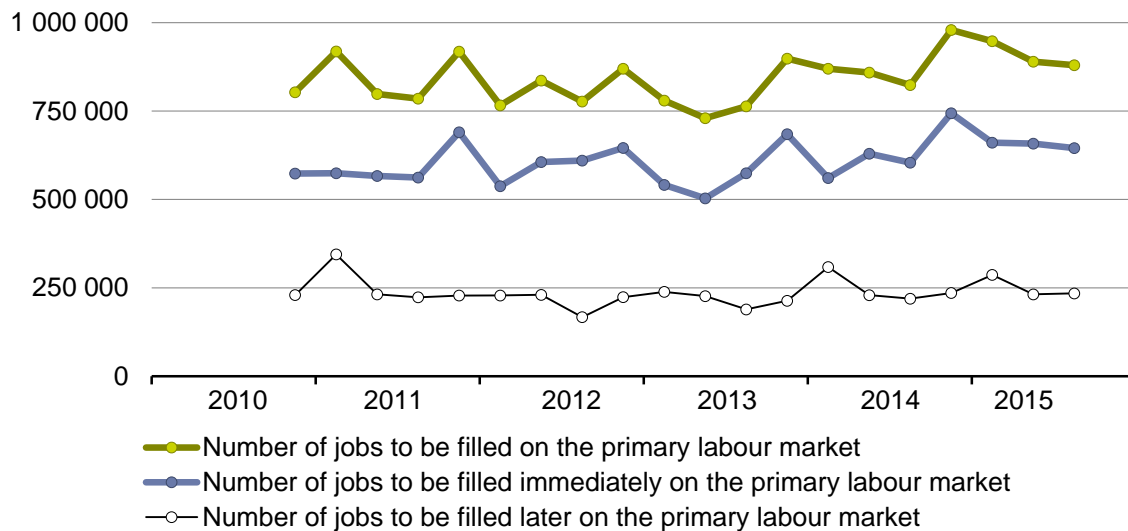 1 000 000
750 000
500 000
250 000
0
2010 2011 2012 2013 2014 2015
Number of jobs to be filled on the primary labour market
Number of jobs to be filled immediately on the primary labour market
Number of jobs to be filled later on the primary labour market